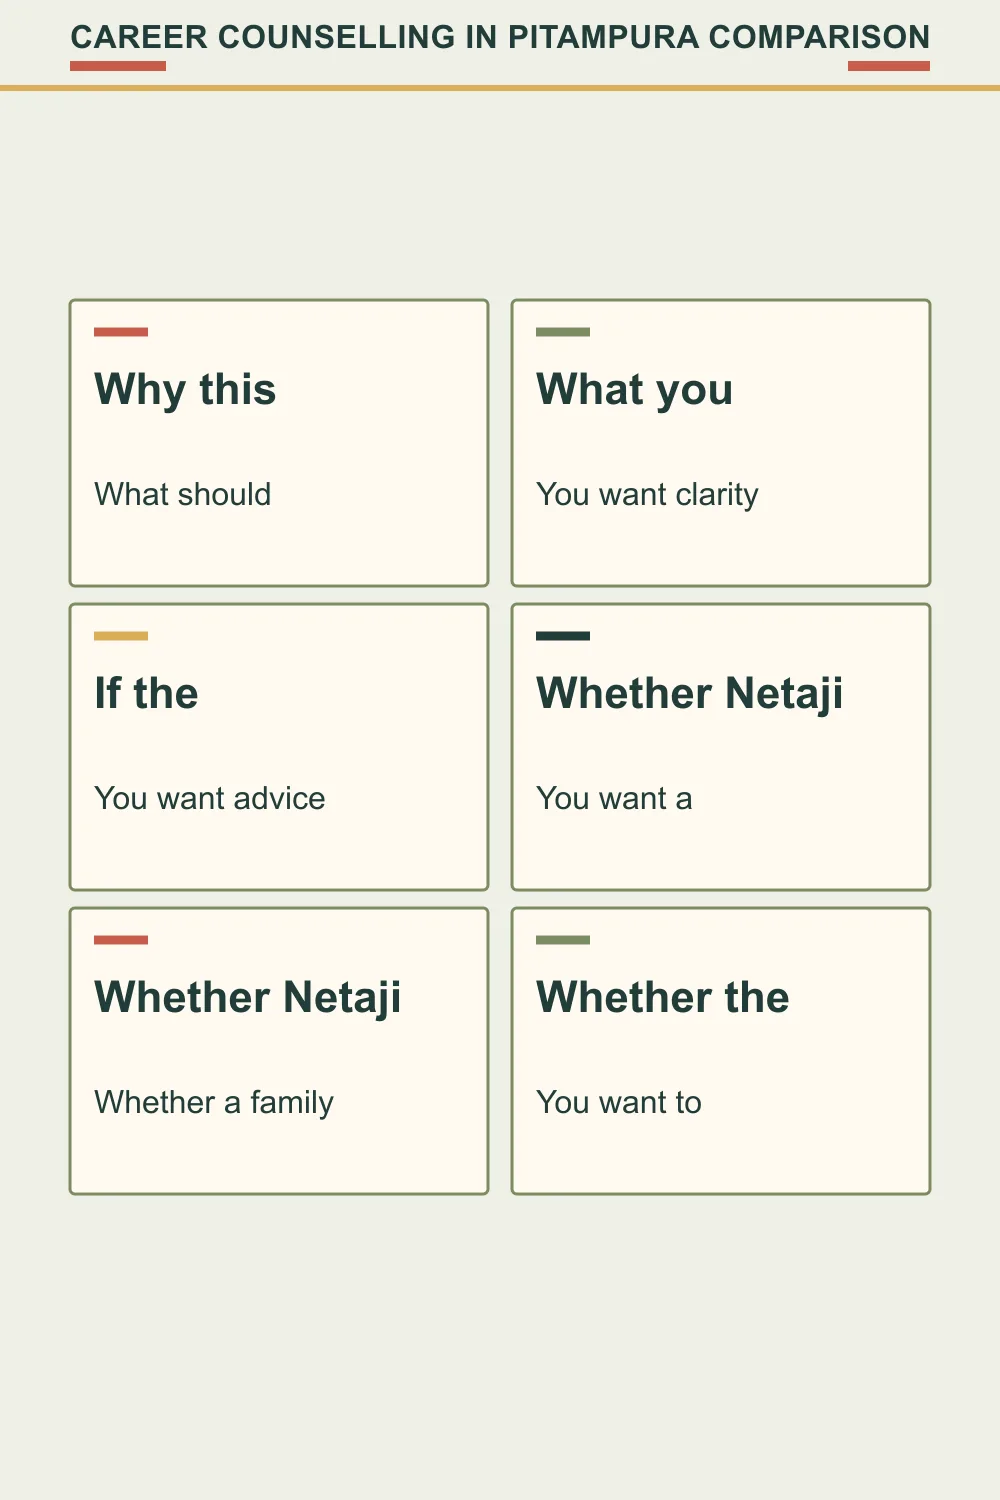 CAREER COUNSELLING IN PITAMPURA COMPARISON
Why this
What should
What you
You want clarity
If the
You want advice
Whether Netaji
You want a
Whether Netaji
Whether a family
Whether the
You want to